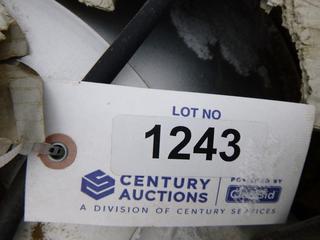 LOT NO
1243
CENTURY
AUCTIONS
POWERED BY
A DIVISION OF CENTURY SERVICES